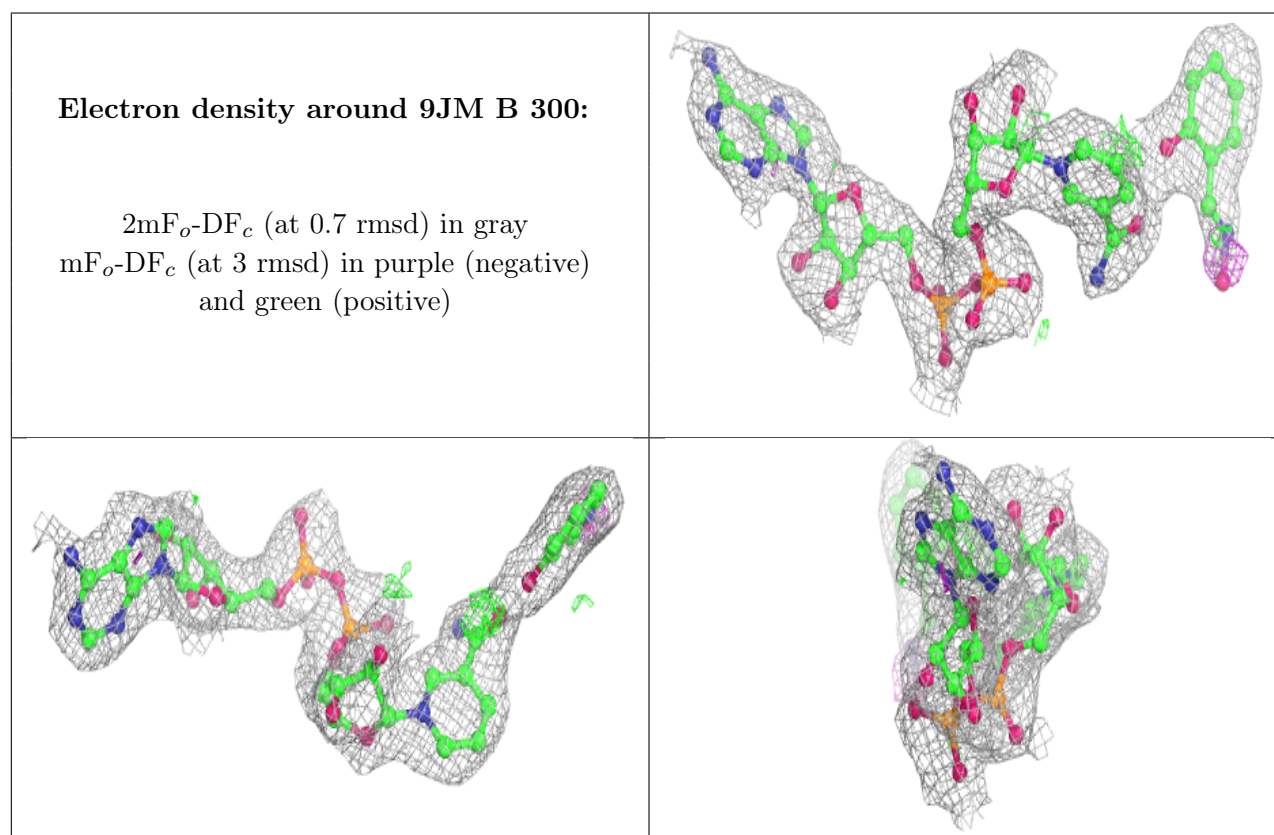 Electron density around 9JM B 300:
2mFo-DFc (at 0.7 rmsd) in gray
mFo-DFc (at 3 rmsd) in purple (negative)
and green (positive)